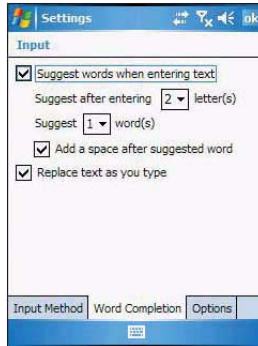 Settings ok
Input
Suggest words when entering text
Suggest after entering 2 letter(s)
Suggest 1 word(s)
Add a space after suggested word
Replace text as you type
Input Method Word Completion Options